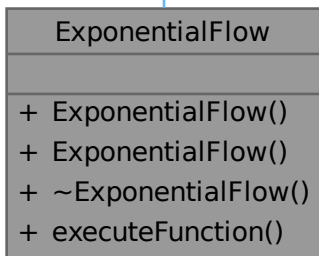 ExponentialFlow
+ ExponentialFlow()
+ ExponentialFlow()
+ ~ExponentialFlow()
+ executeFunction()